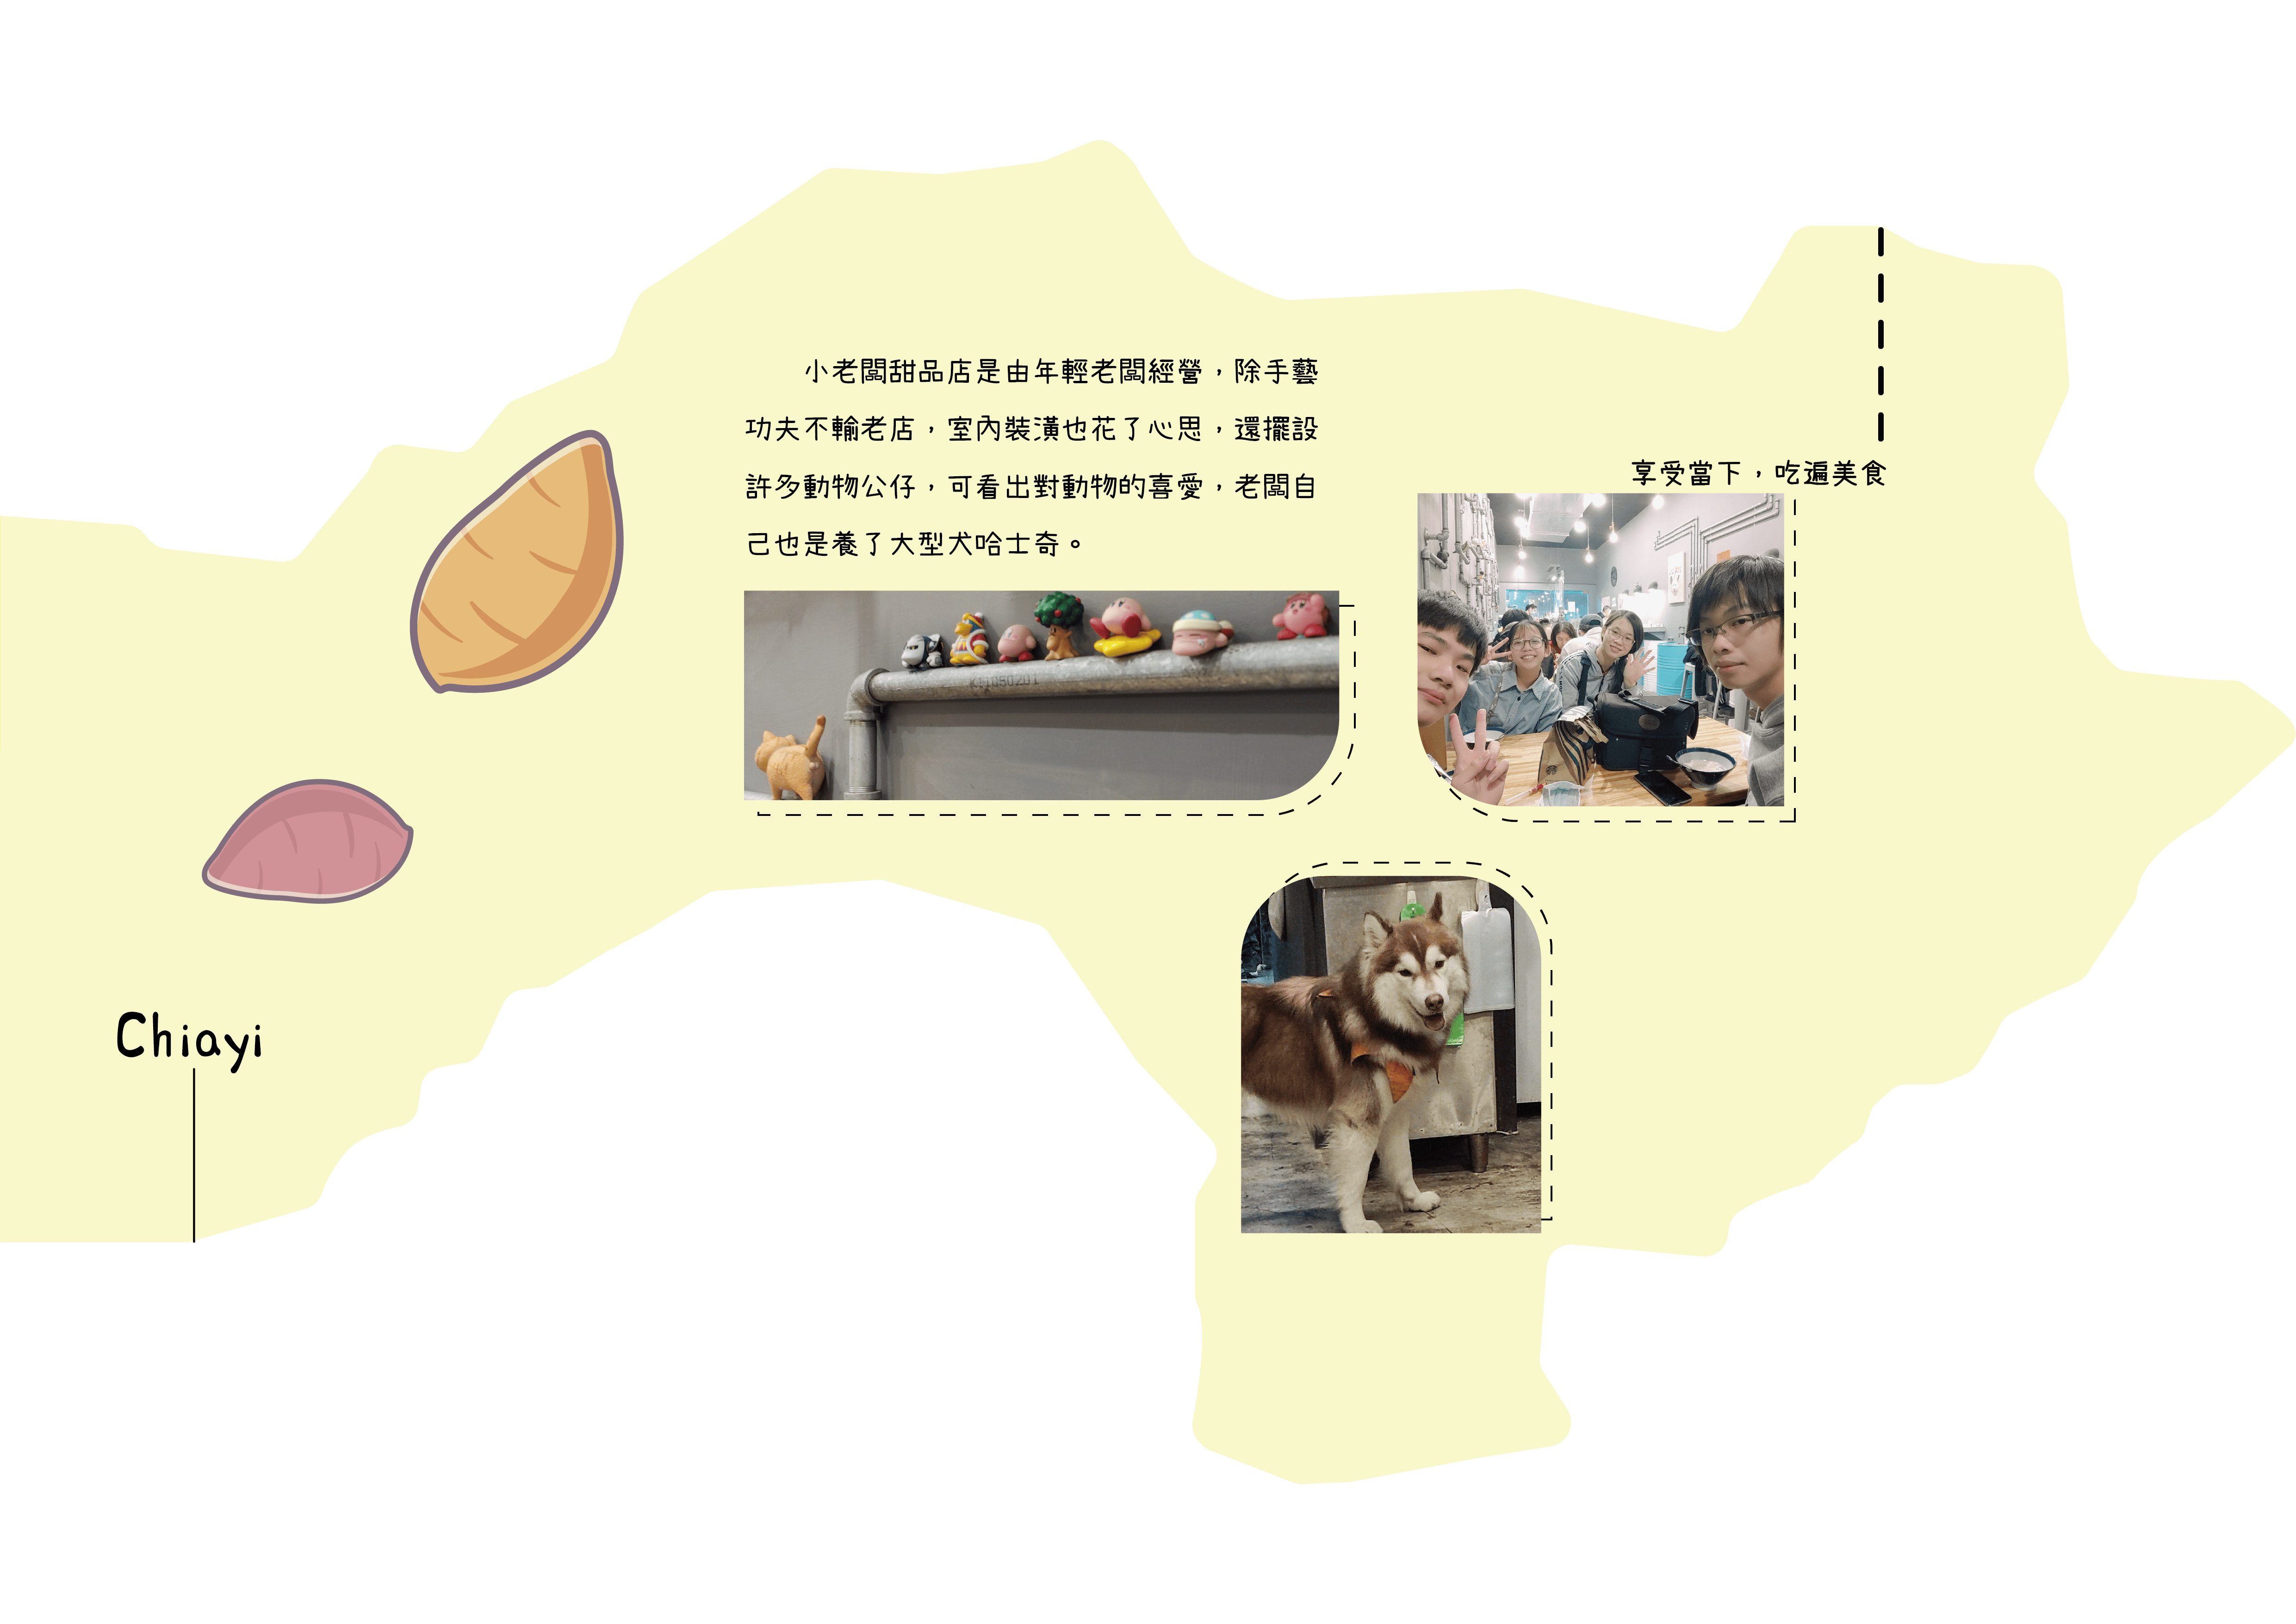 小老闆甜品店是由年輕老闆經營，除手藝
功夫不輸老店，室內裝潢也花了心思，還擺設
許多動物公仔，可看出對動物的喜愛，老闆自
己也是養了大型犬哈士奇。
享受當下，吃遍美食
Chiayi